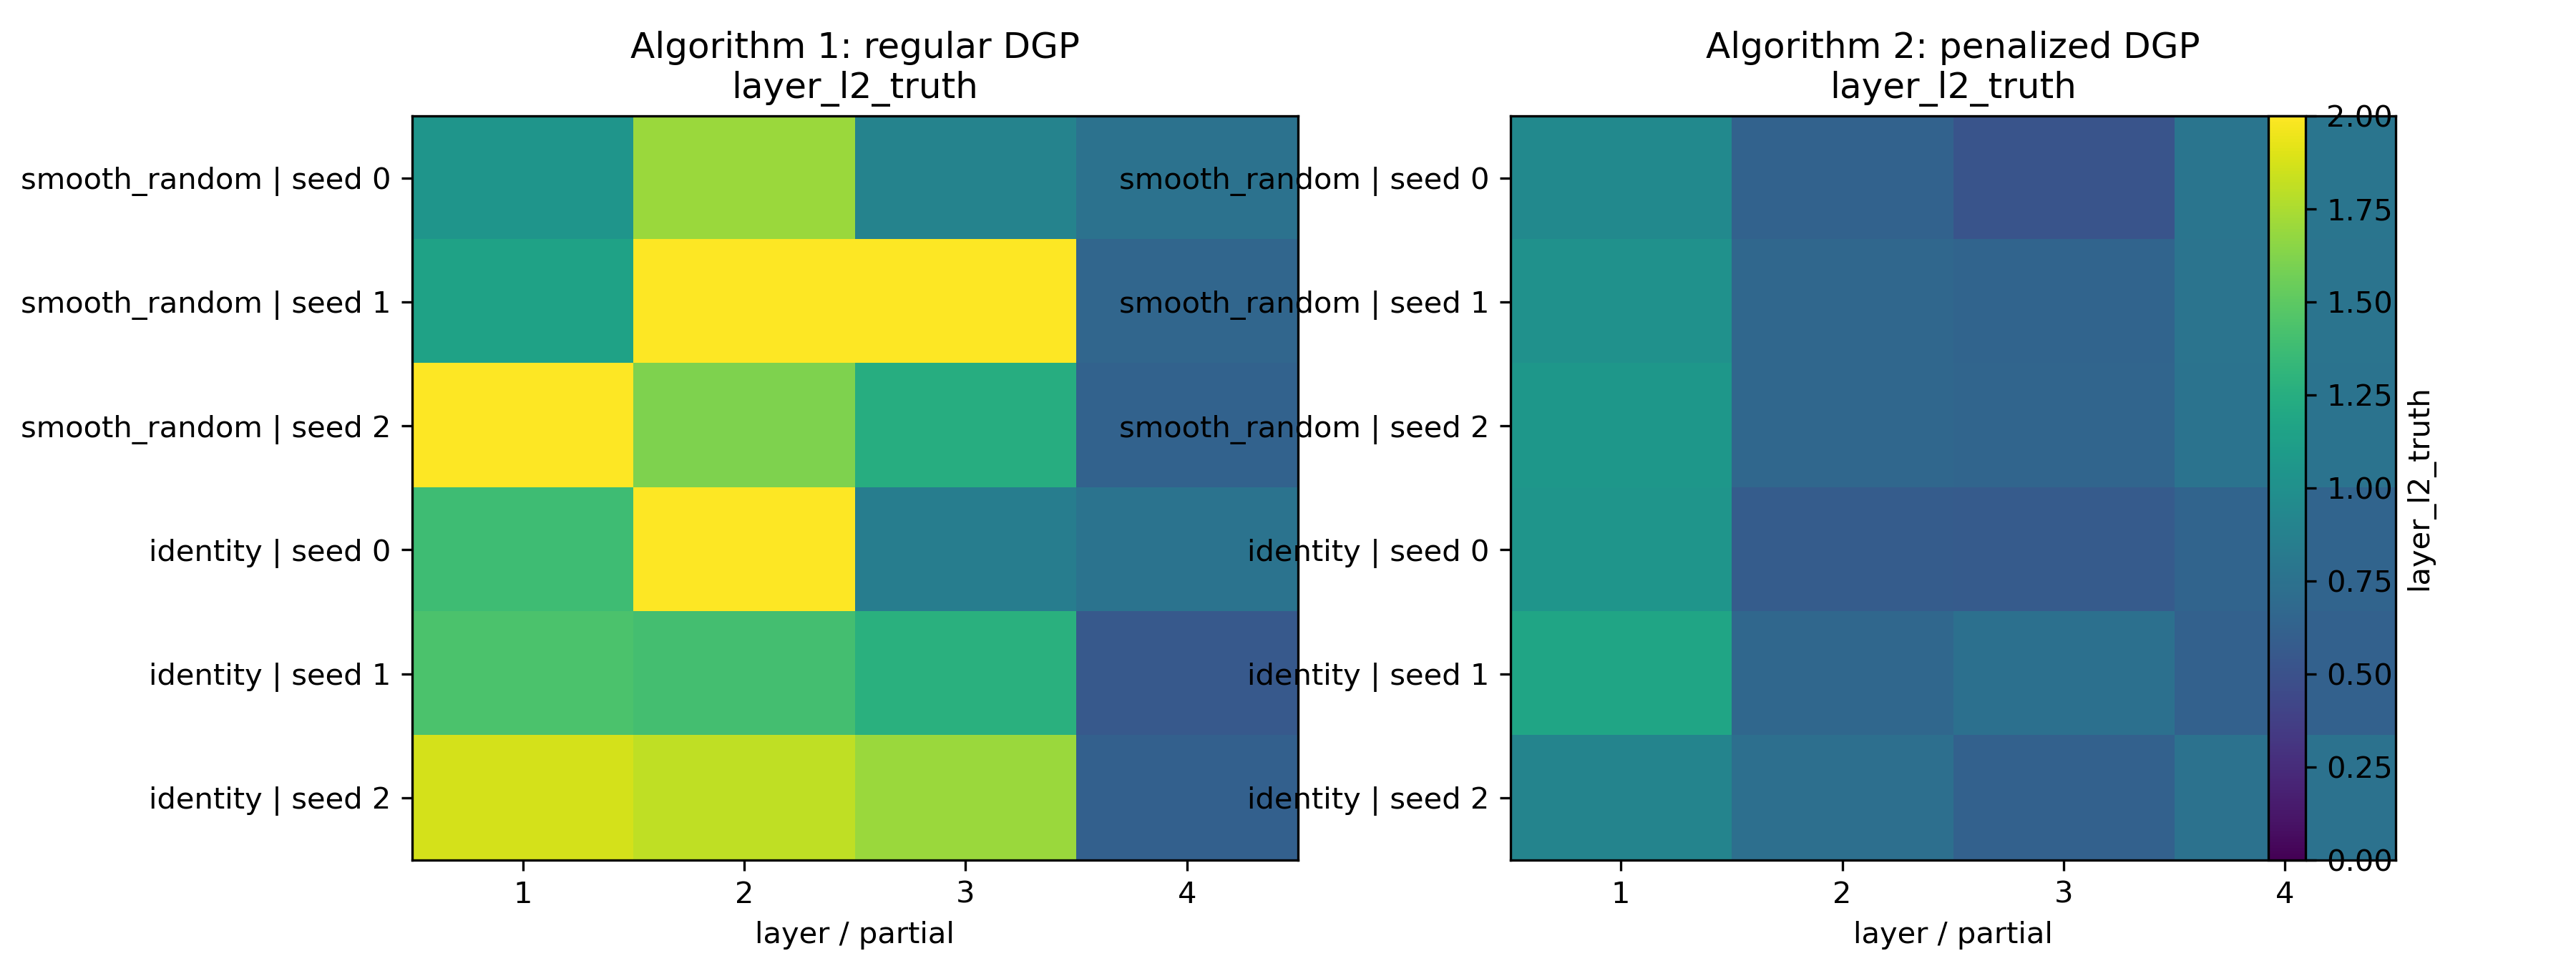 Algorithm 1: regular DGP
layer_l2_truth
smooth_random | seed 0
smooth_random | seed 1
smooth_random | seed 2
identity | seed 0
identity | seed 1
identity | seed 2
1 2 3 4
layer / partial
Algorithm 2: penalized DGP
layer_l2_truth
smooth_random | seed 0
smooth_random | seed 1
smooth_random | seed 2
identity | seed 0
identity | seed 1
identity | seed 2
1 2 3 4
layer / partial
2.00
1.75
1.50
1.25
1.00
0.75
0.50
0.25
0.00
layer_l2_truth